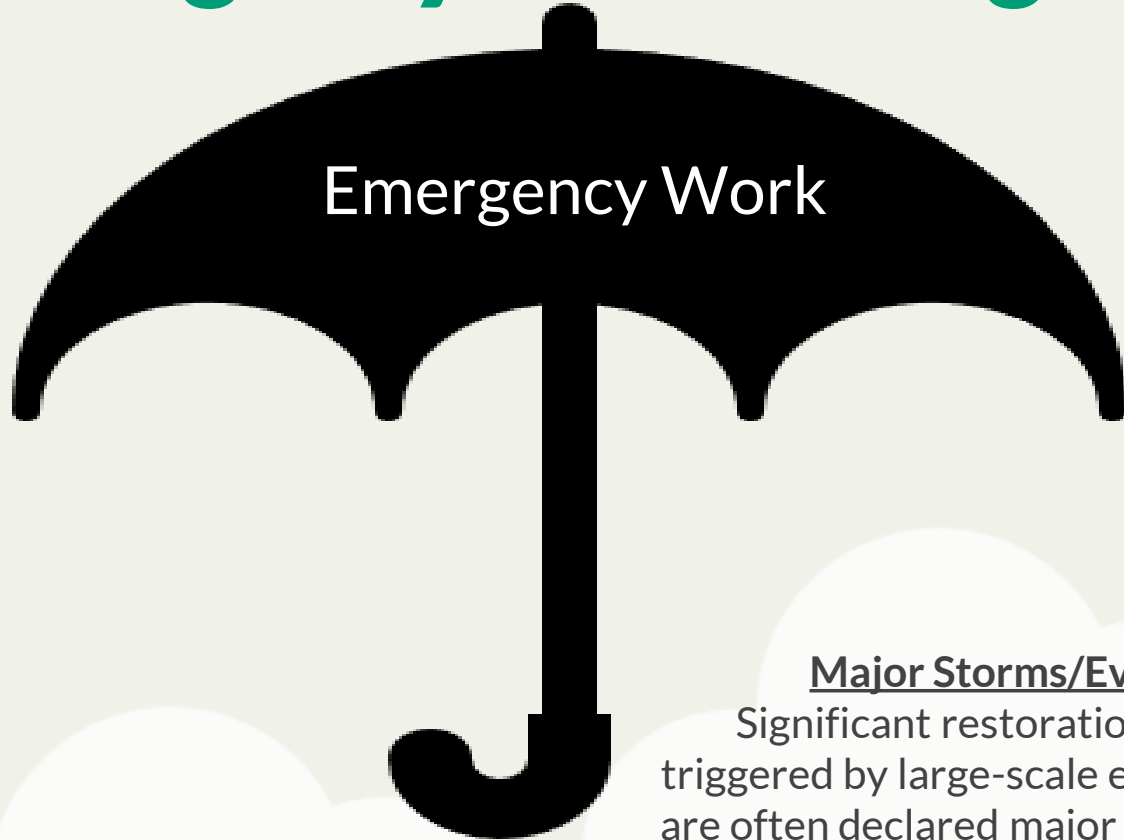 Emergency Work
Major Storms/Ev
Significant restoratio
triggered by large-scale e
are often declared major